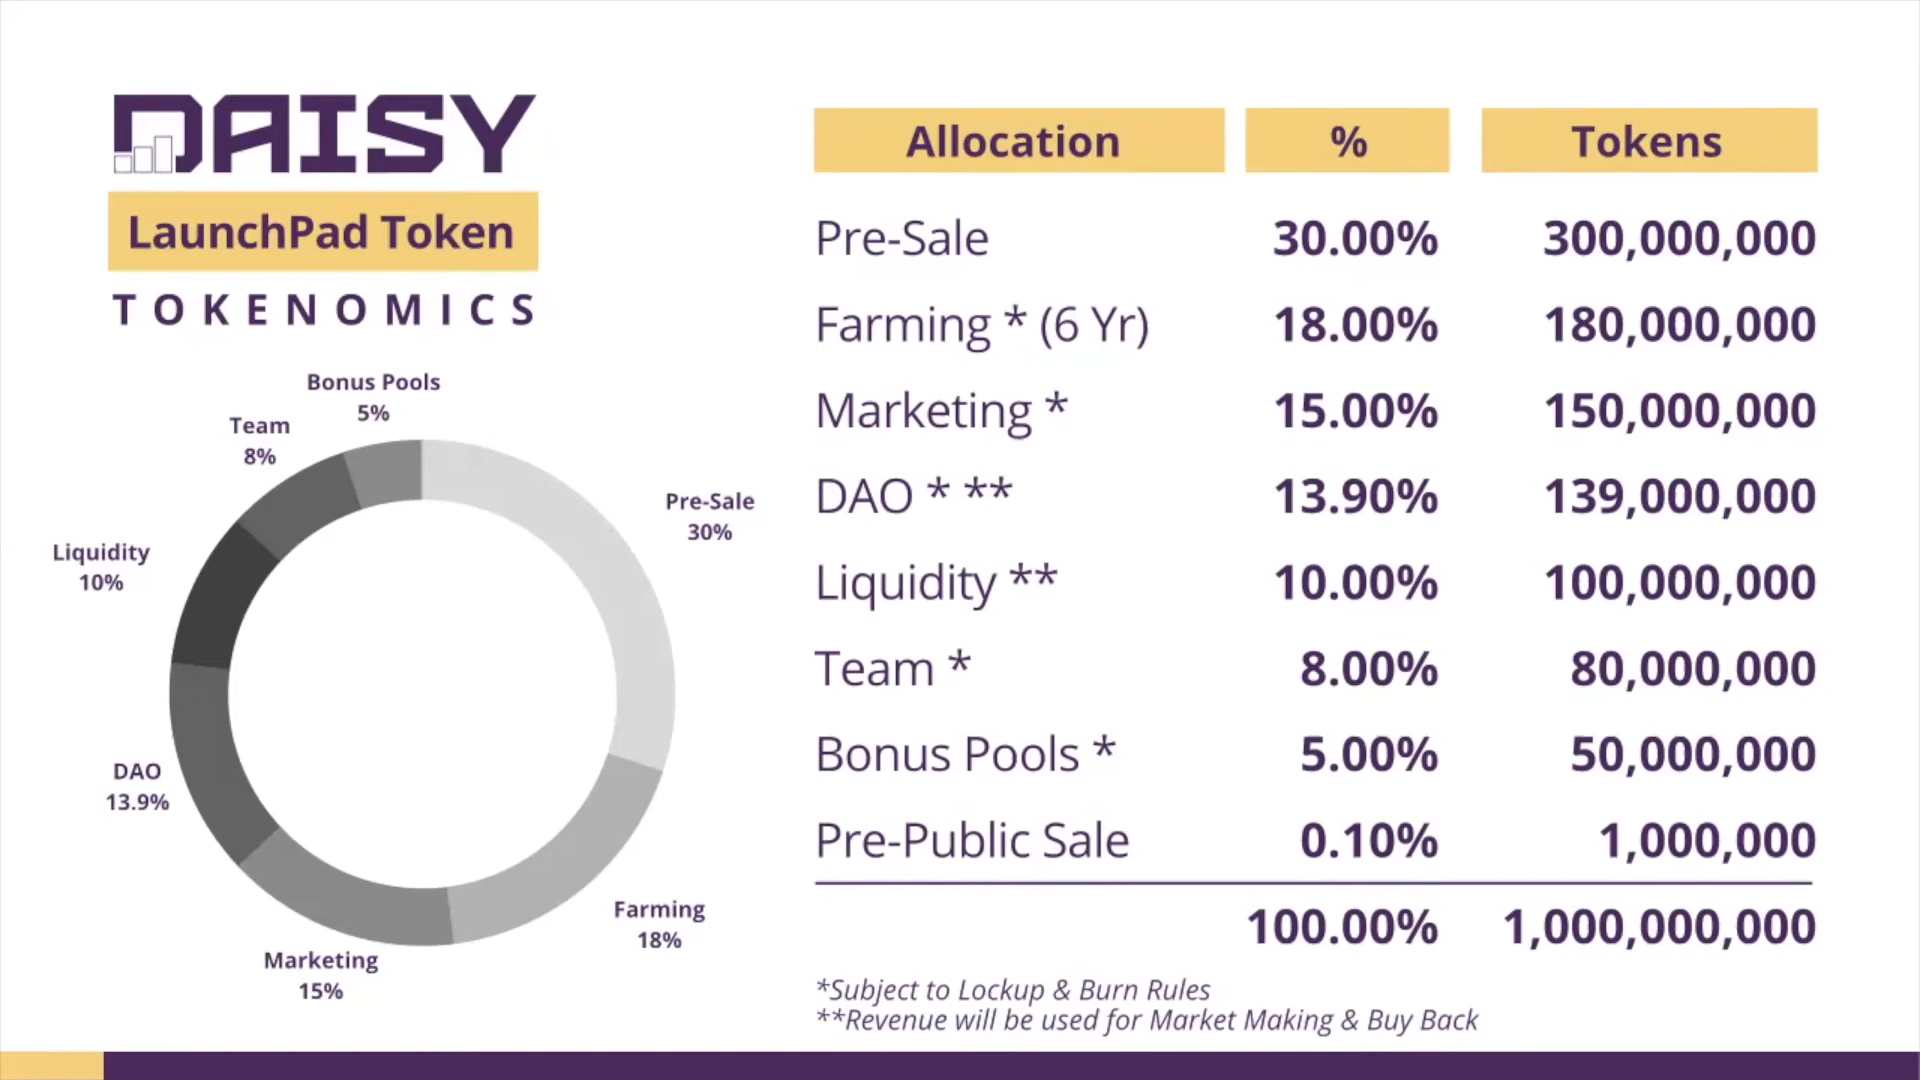 DAISY
LaunchPad Token
TOKENOMICS
Bonus Pools
5%
Team
8%
Pre-Sale
30%
Liquidity
10%
DAO
13.9%
Farming
18%
Marketing
15%
Allocation % Tokens
Pre-Sale 30.00% 300,000,000
Farming * (6 Yr) 18.00% 180,000,000
Marketing * 15.00% 150,000,000
DAO * ** 13.90% 139,000,000
Liquidity ** 10.00% 100,000,000
Team * 8.00% 80,000,000
Bonus Pools * 5.00% 50,000,000
Pre-Public Sale 0.10% 1,000,000
100.00% 1,000,000,000
*Subject to Lockup & Burn Rules
**Revenue will be used for Market Making & Buy Back